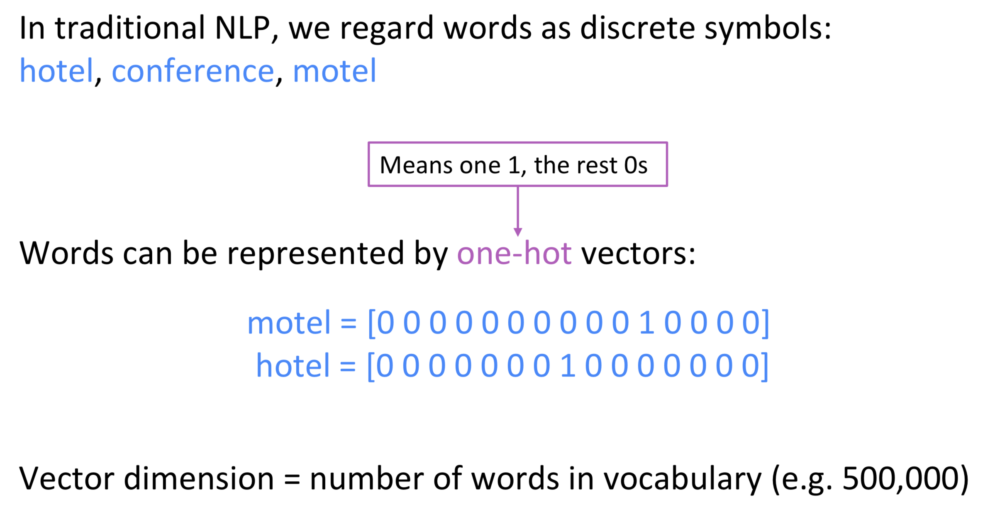 In traditional NLP, we regard words as discrete symbols:
hotel, conference, motel
Means one 1, the rest 0s
Words can be represented by one-hot vectors:
motel = [0 0 0 0 0 0 0 0 0 0 1 0 0 0 0]
hotel = [0 0 0 0 0 0 0 1 0 0 0 0 0 0 0]
Vector dimension = number of words in vocabulary (e.g. 500,000)